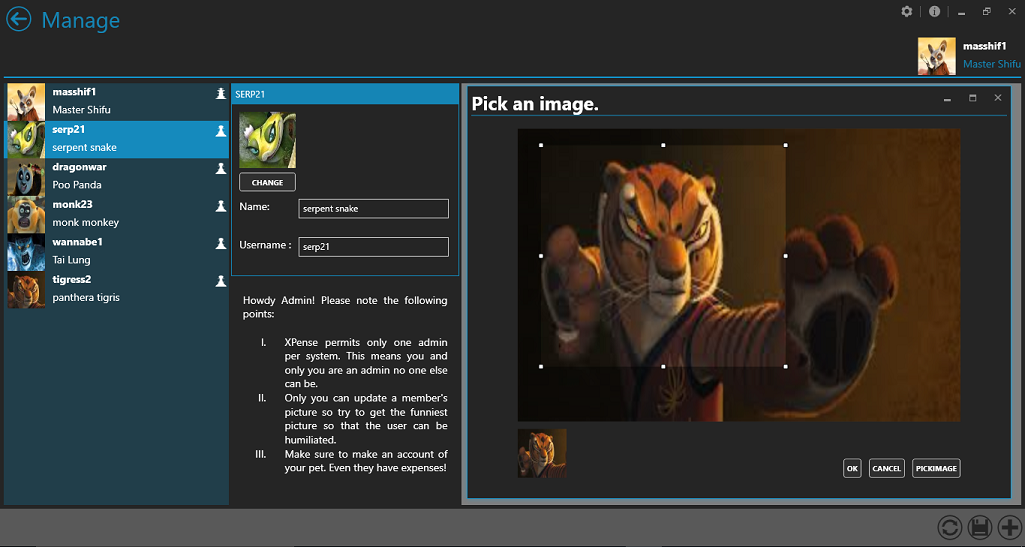 Manage
masshif1
Master Shifu
masshif1
Master Shifu
serp21
serpent snake
dragonwar
Poo Panda
monk23
monk monkey
wannabe1
Tai Lung
tigress2
panthera tigris
SERP21
CHANGE
Name:
serpent snake
Username :
serp21
Howdy Admin! Please note the following
points:
I. XPense permits only one admin
per system. This means you and
only you are an admin no one else
can be.
II. Only you can update a member's
picture so try to get the funniest
picture so that the user can be
humiliated.
III. Make sure to make an account of
your pet. Even they have expenses!
Pick an image.
OK
CANCEL
PICKIMAGE